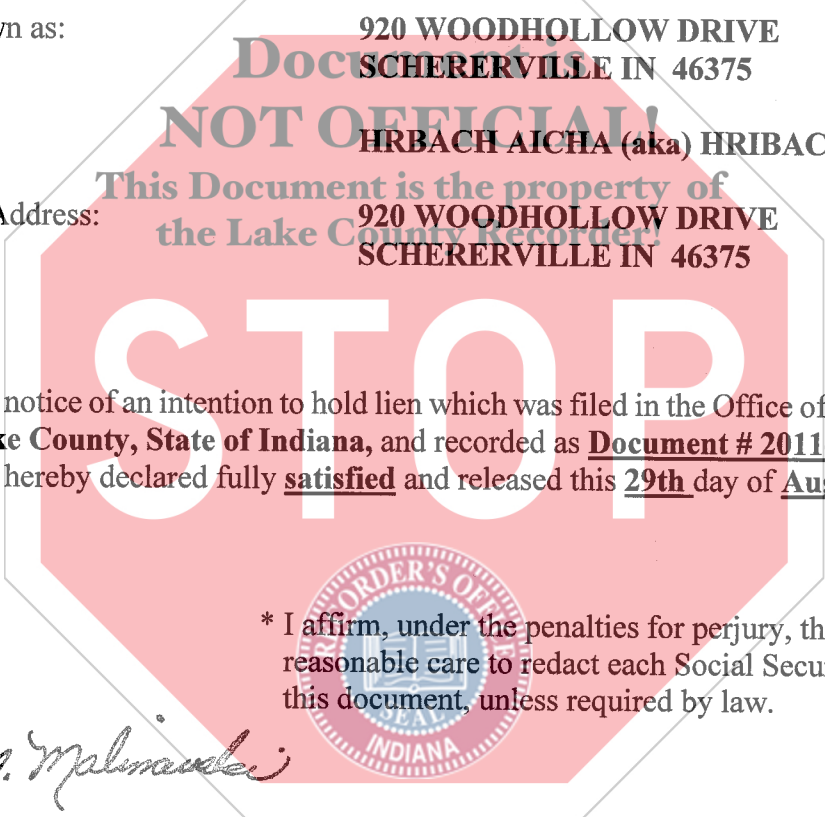 wn as: 920 WOODHOLLOW DRIVE
Document is
SCHERERVILLE IN 46375
NOT OFFICIAL!
HRBACH AICHA (aka) HRIBAC
This Document is the property of
Address: 920 WOODHOLLOW DRIVE
the Lake County Recorder!
SCHERERVILLE IN 46375
STOP
notice of an intention to hold lien which was filed in the Office of
ke County, State of Indiana, and recorded as Document # 2011
hereby declared fully satisfied and released this 29th day of Aug
RECORDER'S OFFICE
* I affirm, under the penalties for perjury, th
reasonable care to redact each Social Secu
this document, unless required by law.
SEAL
INDIANA
Malinowski